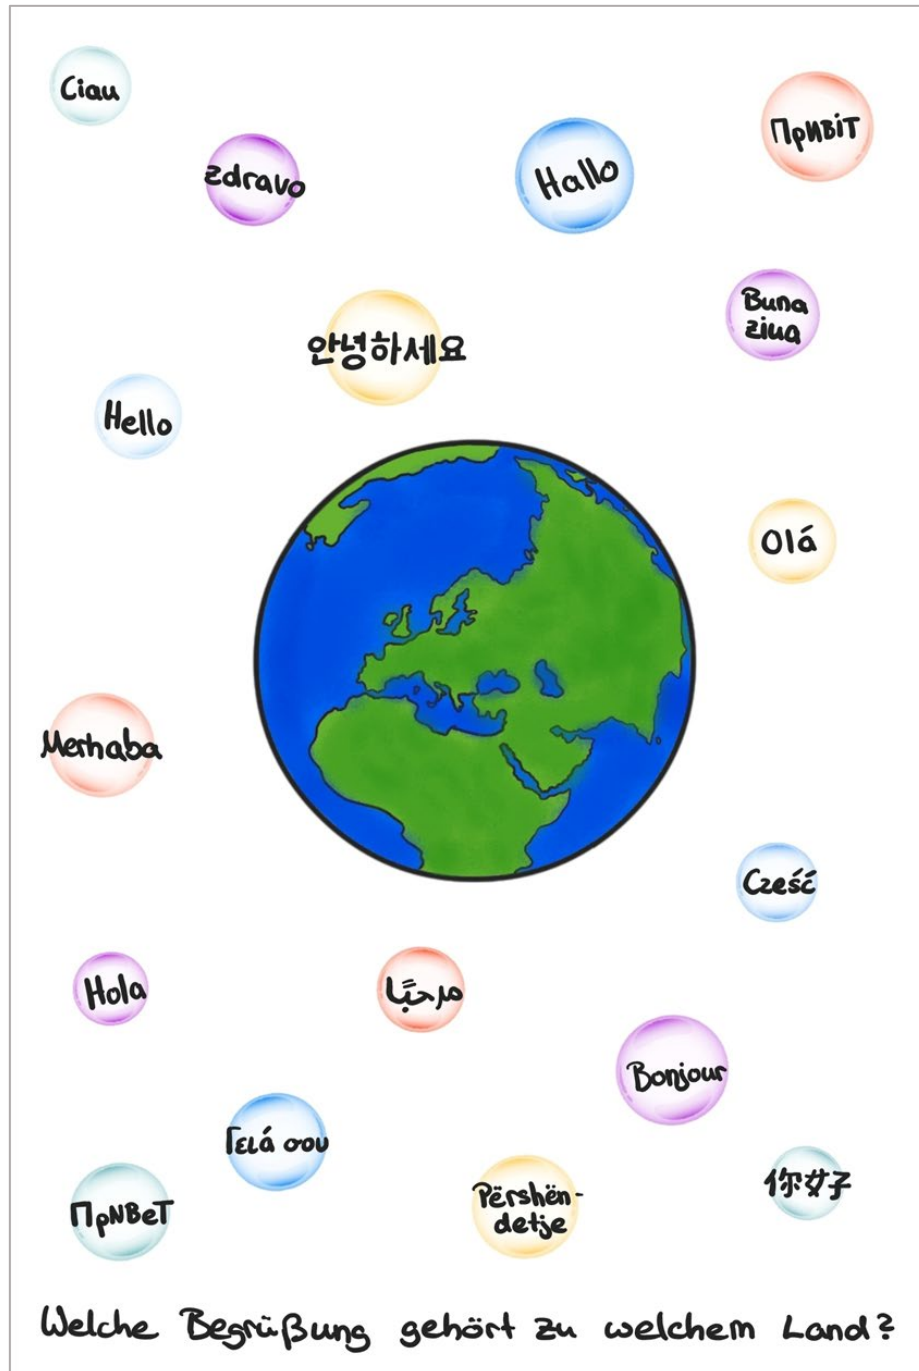 Ciau
Zdravo
Hallo
Привіт
Buna
ziua
안녕하세요
Hello
Olá
Merhaba
Cześć
Hola
مرحبًا
Bonjour
Γειά σου
ПрNвет
Përshën-
detje
你好
Welche Begrüßung gehört zu welchem Land?